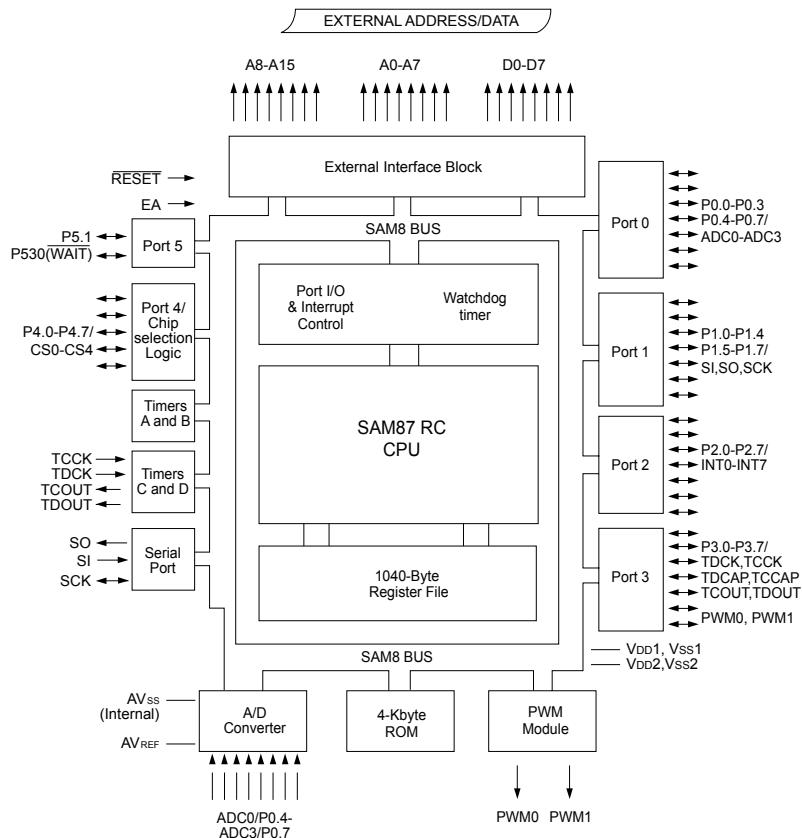 EXTERNAL ADDRESS/DATA
A8-A15
A0-A7
D0-D7
External Interface Block
RESET
EA
SAM8 BUS
P5.1
P530(WAIT)
Port 5
Port 0
P0.0-P0.3
P0.4-P0.7/
ADC0-ADC3
P4.0-P4.7/
CS0-CS4
Port 4/
Chip
selection
Logic
Port I/O
& Interrupt
Control
Watchdog
timer
Port 1
P1.0-P1.4
P1.5-P1.7/
SI,SO,SCK
Timers
A and B
SAM87 RC
CPU
Port 2
P2.0-P2.7/
INT0-INT7
TCCK
TDCK
TCOUT
TDOUT
Timers
C and D
SO
SI
SCK
Serial
Port
1040-Byte
Register File
Port 3
P3.0-P3.7/
TDCK,TCCK
TDCAP,TCCAP
TCOUT,TDOUT
PWM0, PWM1
SAM8 BUS
VDD1, VSS1
VDD2,VSS2
AVSS
(Internal)
AVREF
A/D
Converter
4-Kbyte
ROM
PWM
Module
ADC0/P0.4-
ADC3/P0.7
PWM0
PWM1